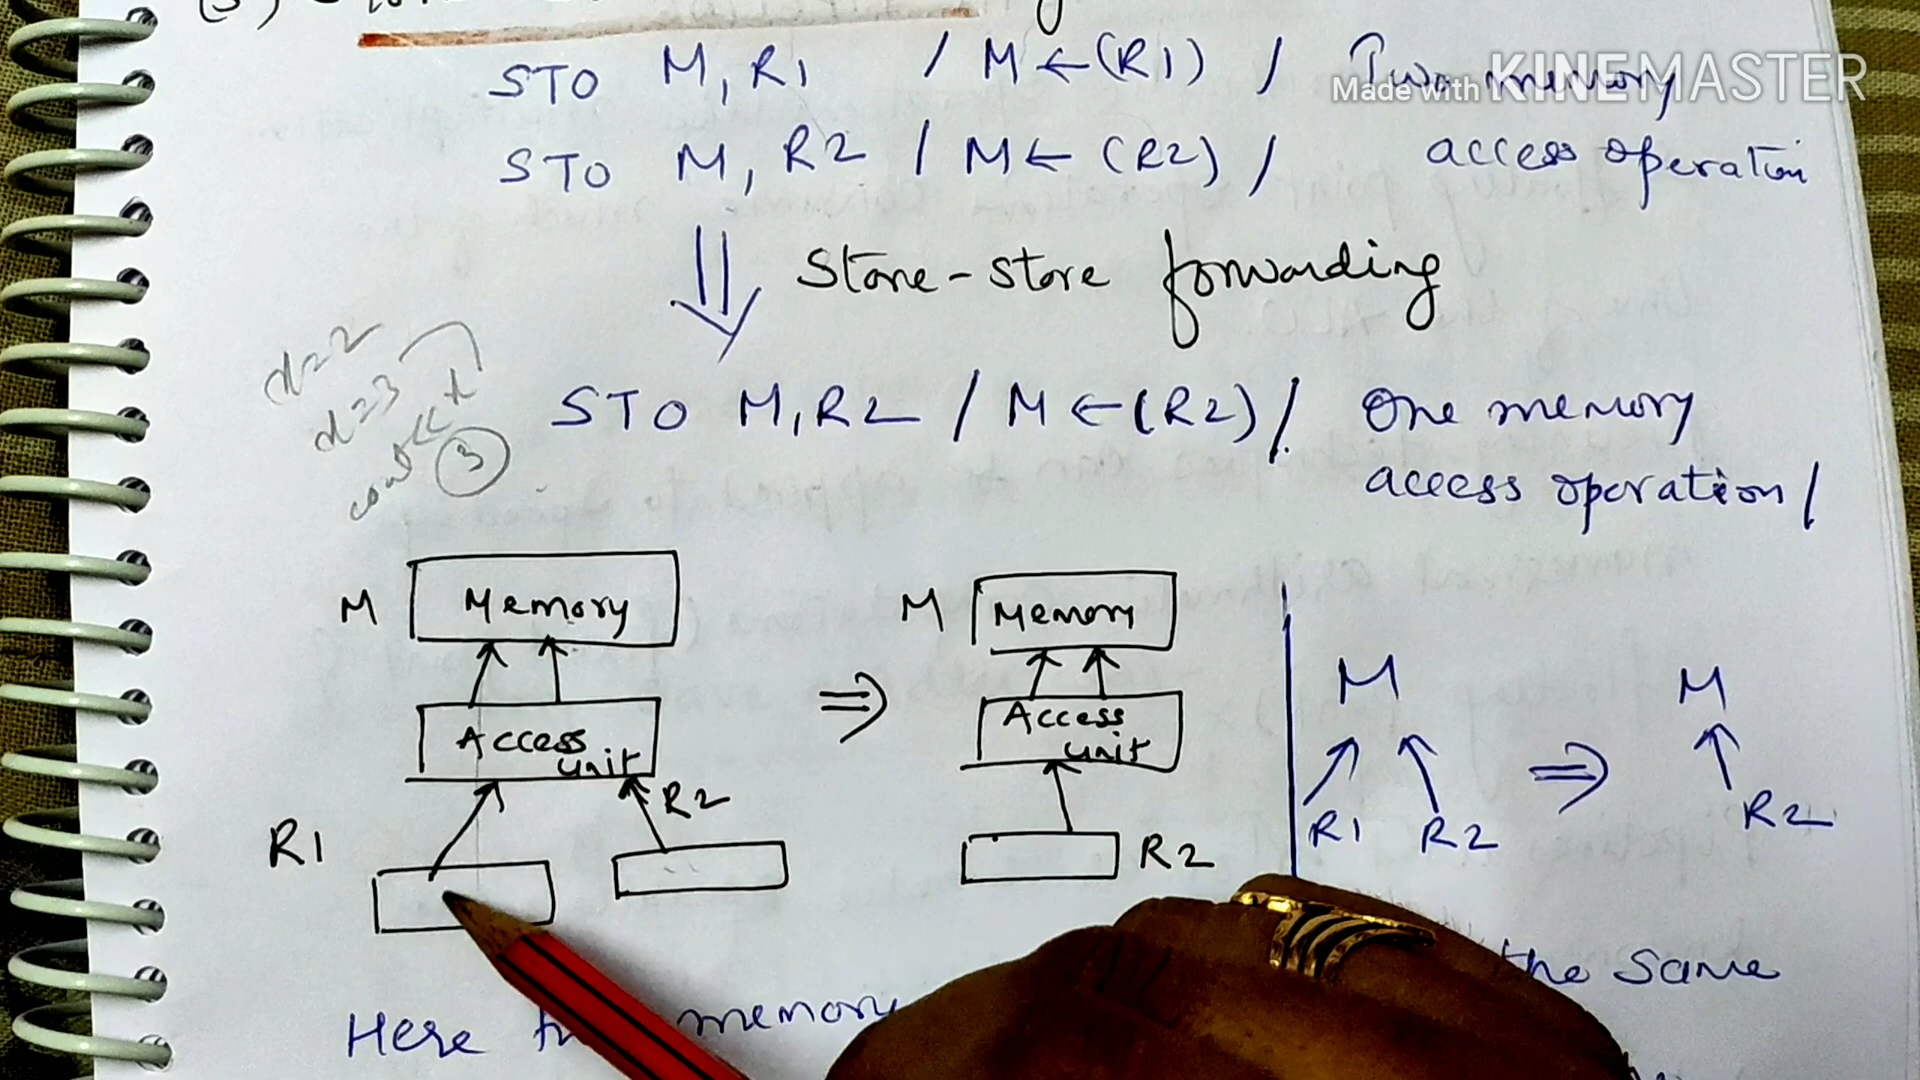 STO M, R1 / M ← (R1) / Two memory
Made with KINEMASTER
STO M, R2 / M ← (R2) / access operation
⇓ Store-store forwarding
x=2
x=3
cout << x
3
STO M, R2 / M ← (R2) / One memory
access operation /
M Memory ⇒ M Memory
Access unit
Access unit
R1 R2
R2
M ⇒ M
R1 R2 R2
the same
Here memory